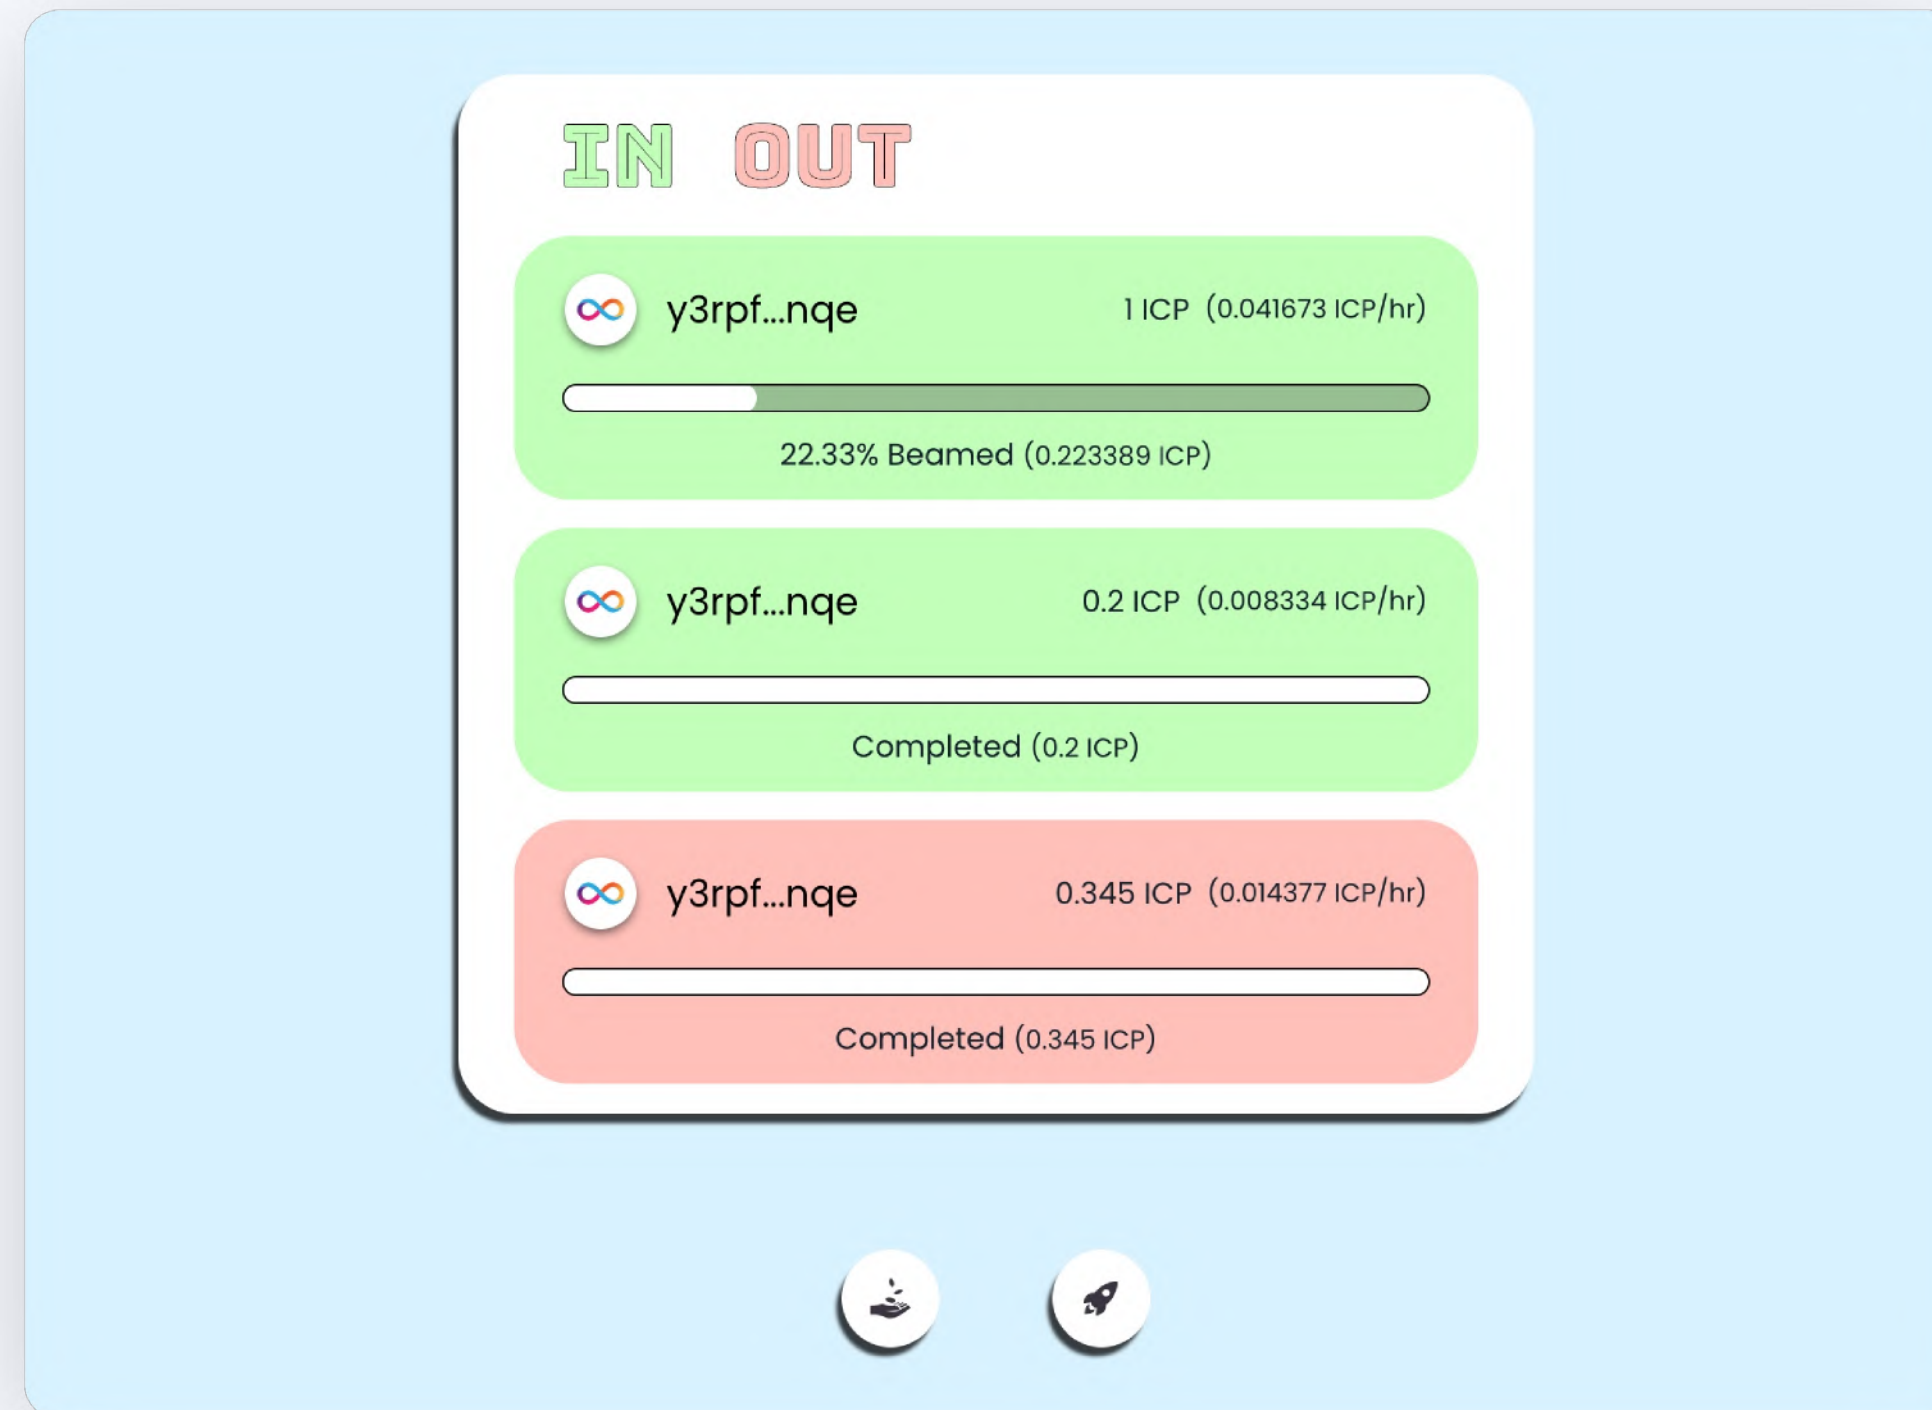 IN OUT
y3rpf...nqe 1 ICP (0.041673 ICP/hr)
22.33% Beamed (0.223389 ICP)
y3rpf...nqe 0.2 ICP (0.008334 ICP/hr)
Completed (0.2 ICP)
y3rpf...nqe 0.345 ICP (0.014377 ICP/hr)
Completed (0.345 ICP)